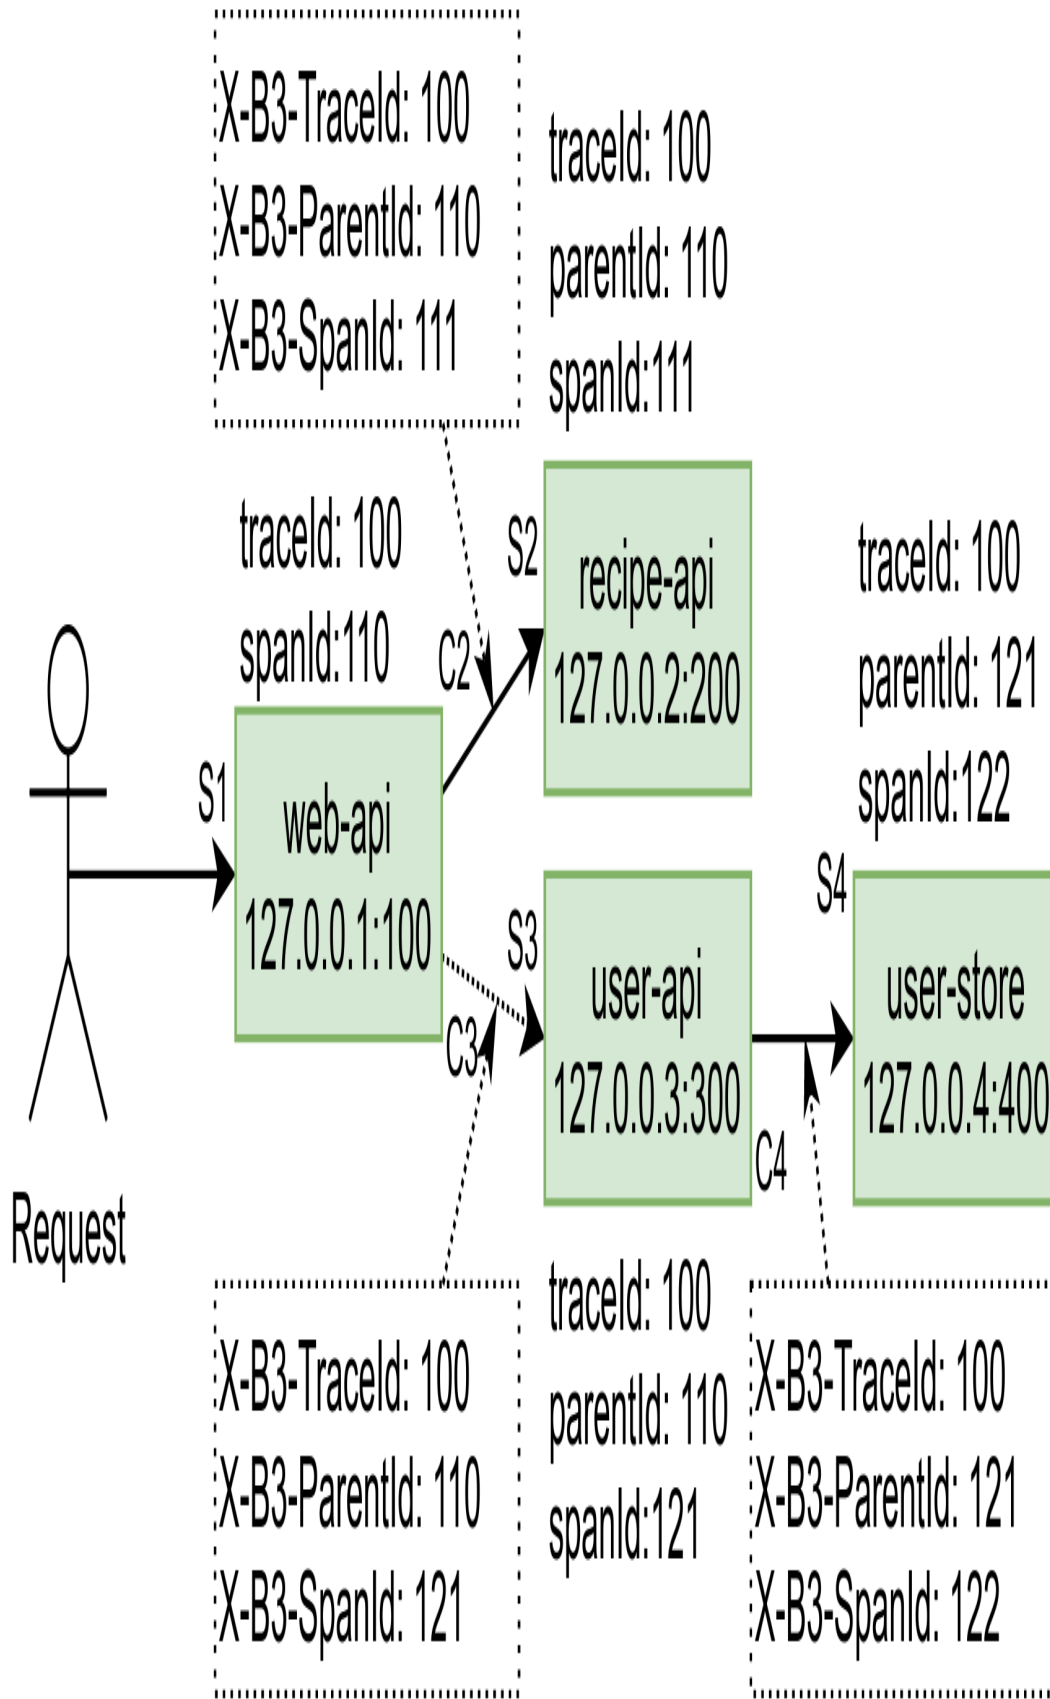 X-B3-TraceId: 100
X-B3-ParentId: 110
X-B3-SpanId: 111
traceId: 100
parentId: 110
spanId:111
traceId: 100
spanId:110
C2
S2
recipe-api
127.0.0.2:200
traceId: 100
parentId: 121
spanId:122
S1
web-api
127.0.0.1:100
S3
C3
user-api
127.0.0.3:300
S4
user-store
127.0.0.4:400
C4
Request
X-B3-TraceId: 100
X-B3-ParentId: 110
X-B3-SpanId: 121
traceId: 100
parentId: 110
spanId:121
X-B3-TraceId: 100
X-B3-ParentId: 121
X-B3-SpanId: 122